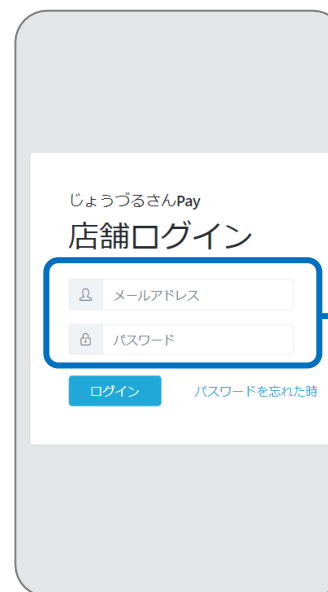 じょうづるさんPay
店舗ログイン
メールアドレス
パスワード
ログイン パスワードを忘れた時